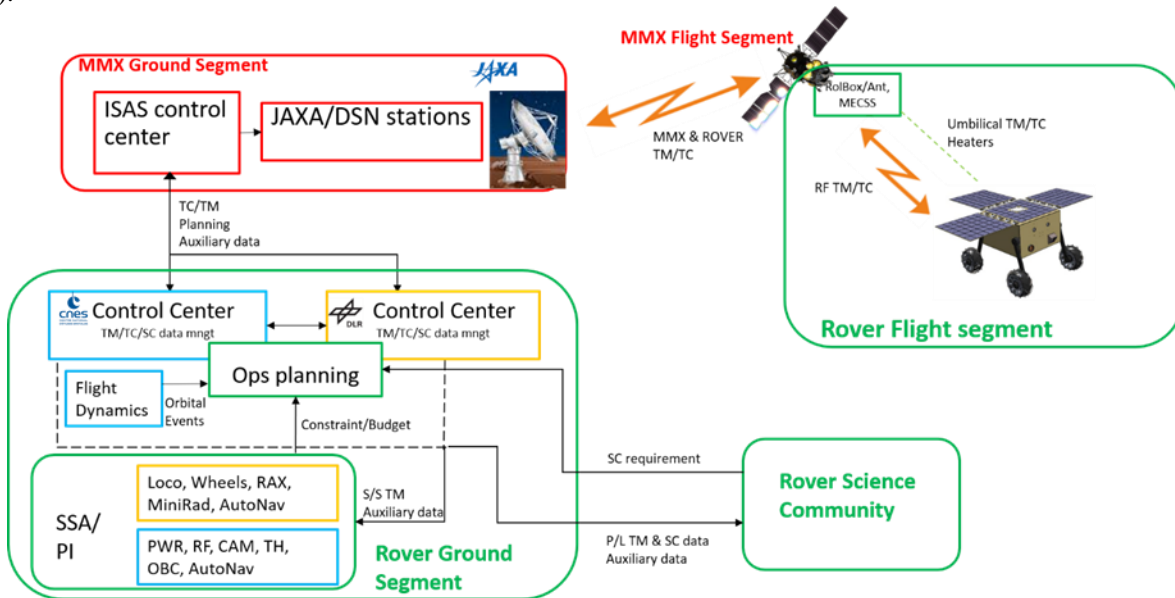 ).
MMX Ground Segment
JAXA
ISAS control
center
JAXA/DSN stations
MMX Flight Segment
RolBox/Ant,
MECSS
MMX & ROVER
TM/TC
Umbilical TM/TC
Heaters
RF TM/TC
Rover Flight segment
TC/TM
Planning
Auxiliary data
cnes
Control Center
TM/TC/SC data mngt
DLR
Control Center
TM/TC/SC data mngt
Ops planning
Flight
Dynamics
Orbital
Events
Constraint/Budget
SC requirement
Rover Science
Community
SSA/
PI
Loco, Wheels, RAX,
MiniRad, AutoNav
PWR, RF, CAM, TH,
OBC, AutoNav
S/S TM
Auxiliary data
P/L TM & SC data
Auxiliary data
Rover Ground
Segment